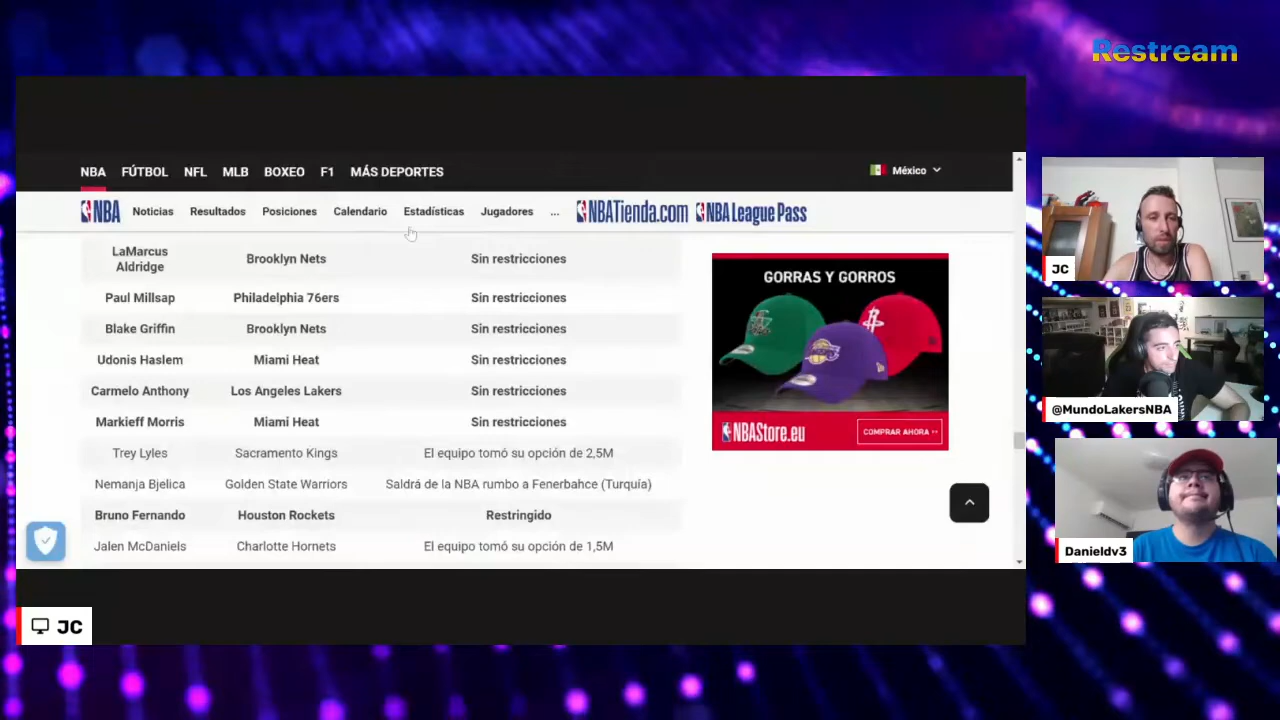 Restream
NBA FÚTBOL NFL MLB BOXEO F1 MÁS DEPORTES México
NBA Noticias Resultados Posiciones Calendario Estadísticas Jugadores ... NBATienda.com NBA League Pass
LaMarcus
Aldridge Brooklyn Nets Sin restricciones
Paul Millsap Philadelphia 76ers Sin restricciones
Blake Griffin Brooklyn Nets Sin restricciones
Udonis Haslem Miami Heat Sin restricciones
Carmelo Anthony Los Angeles Lakers Sin restricciones
Markieff Morris Miami Heat Sin restricciones
Trey Lyles Sacramento Kings El equipo tomó su opción de 2,5M
Nemanja Bjelica Golden State Warriors Saldrá de la NBA rumbo a Fenerbahce (Turquía)
Bruno Fernando Houston Rockets Restringido
Jalen McDaniels Charlotte Hornets El equipo tomó su opción de 1,5M
GORRAS Y GORROS
NBAStore.eu COMPRAR AHORA
JC
@MundoLakersNBA
Danieldv3
JC